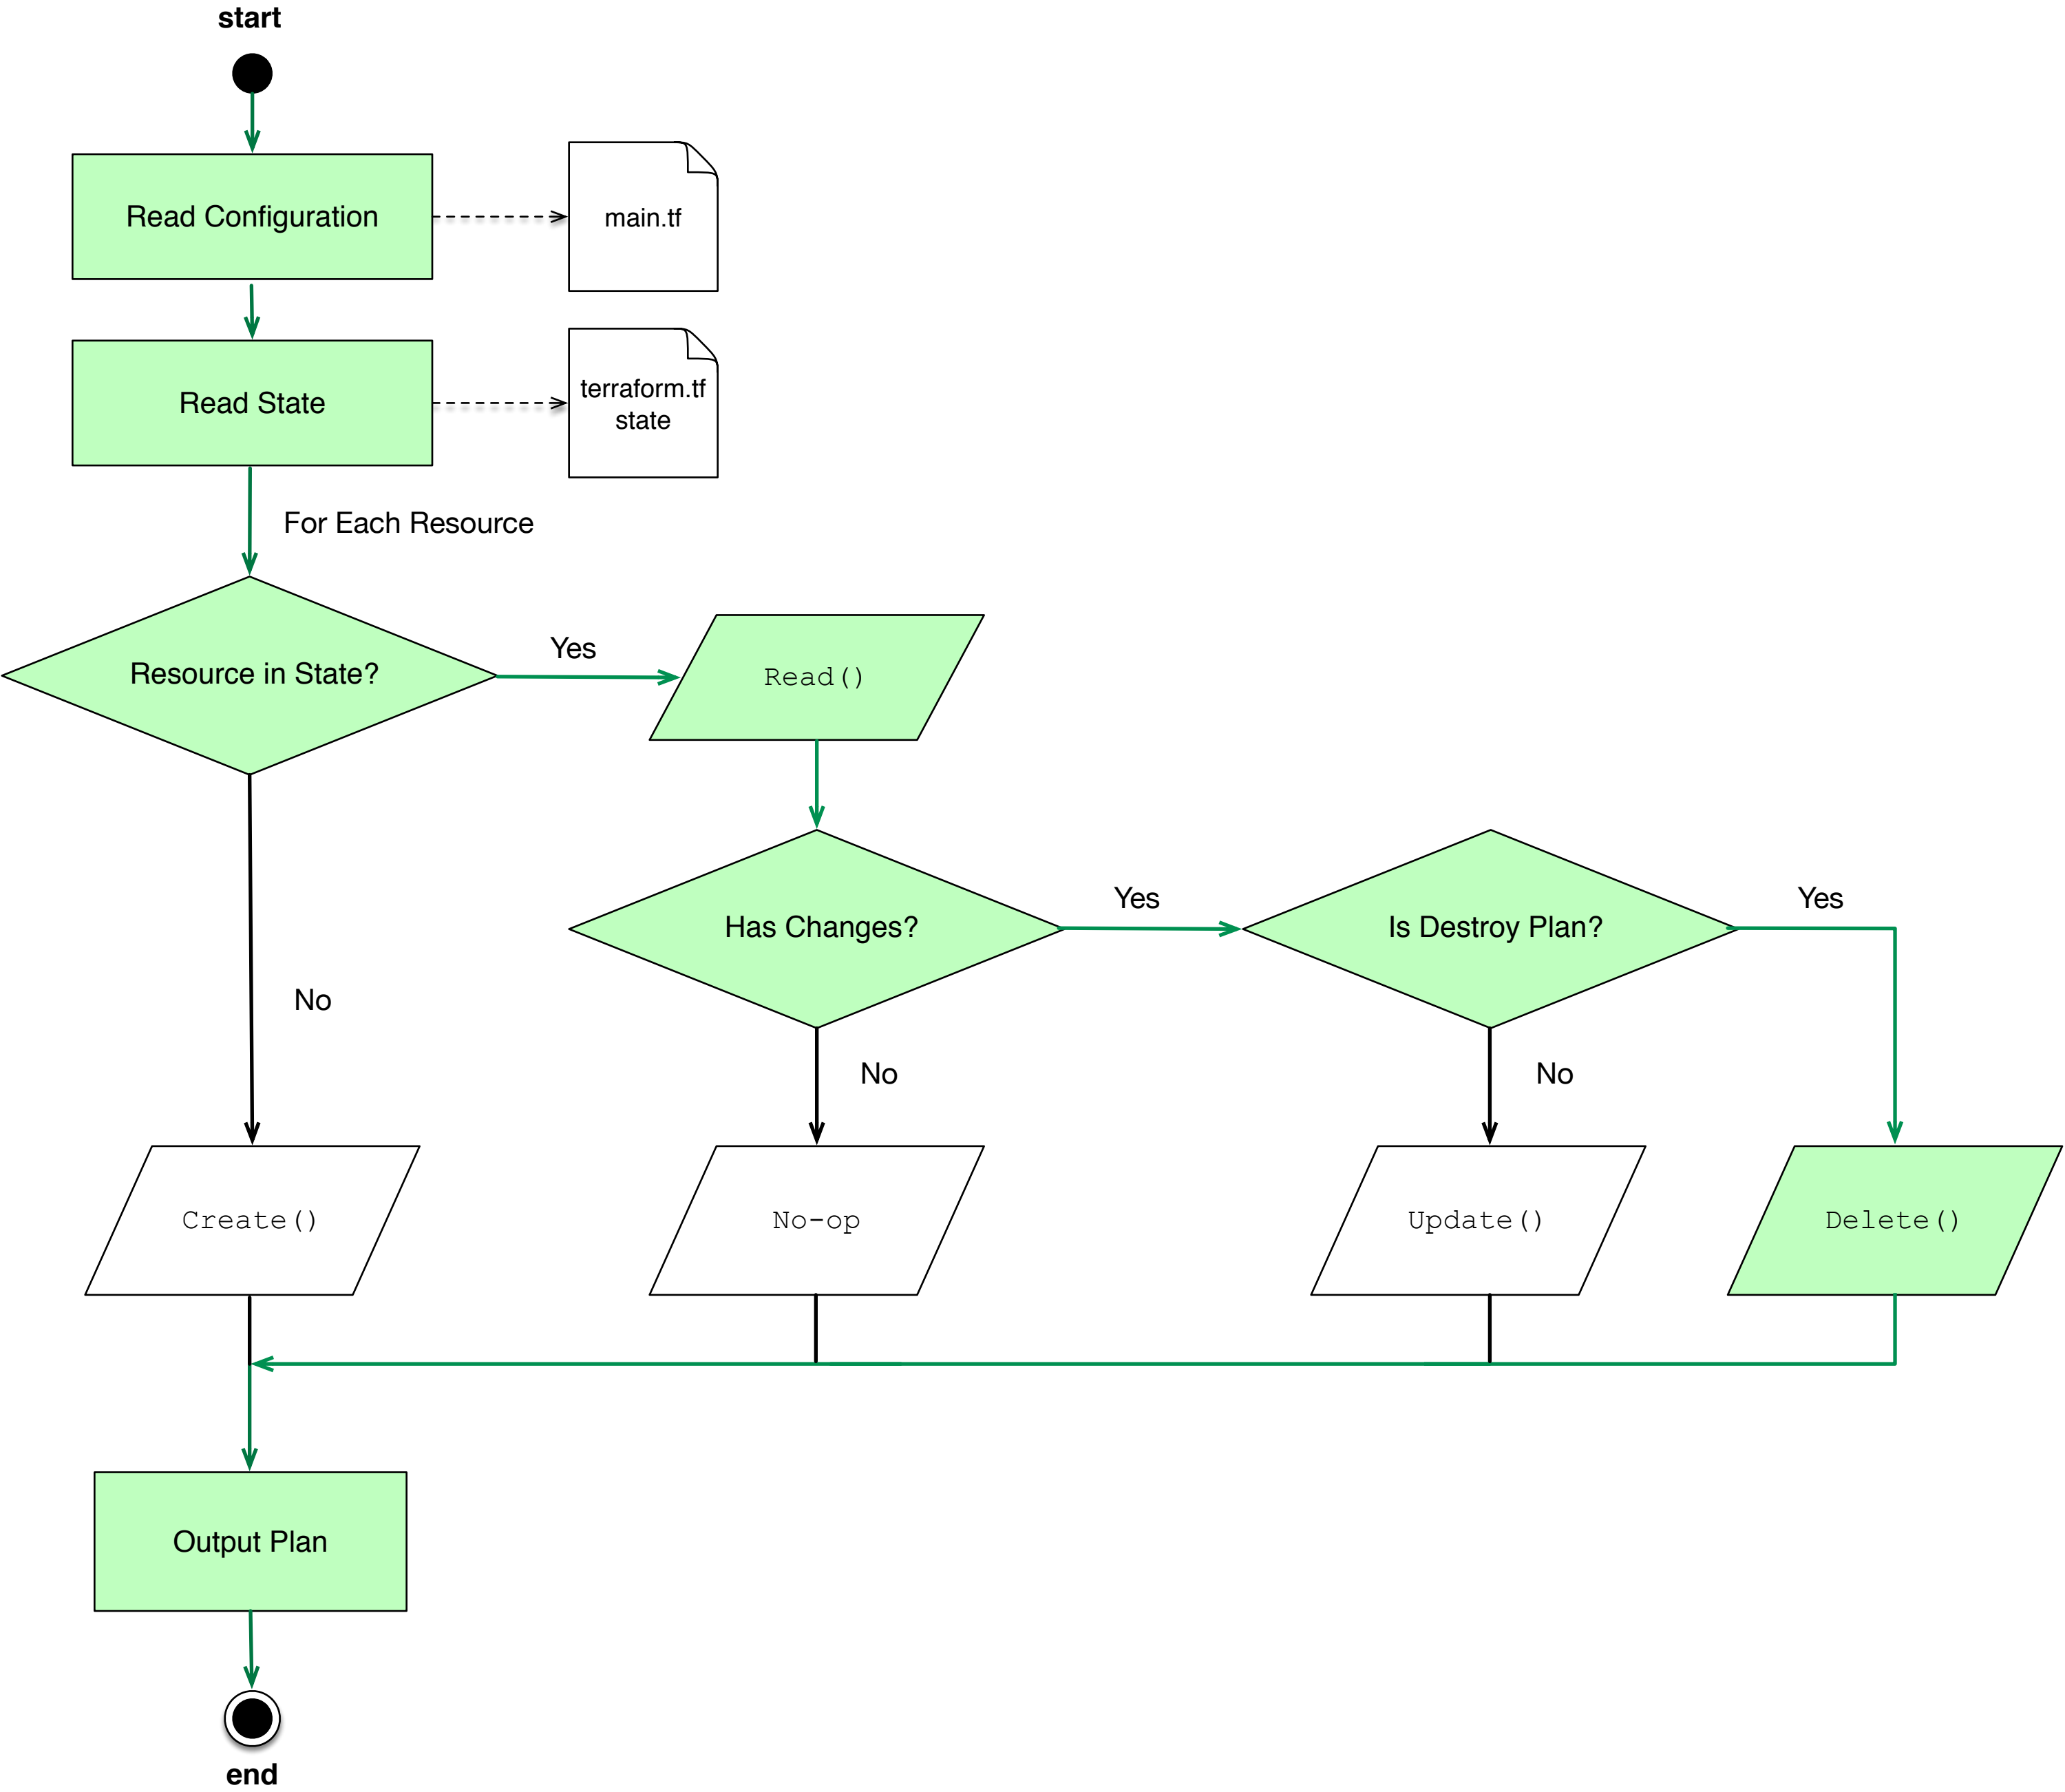 start
Read Configuration
main.tf
Read State
terraform.tf
state
For Each Resource
Resource in State?
Yes
Read()
Has Changes?
Yes
Is Destroy Plan?
Yes
No
No
No
Create()
No-op
Update()
Delete()
Output Plan
end